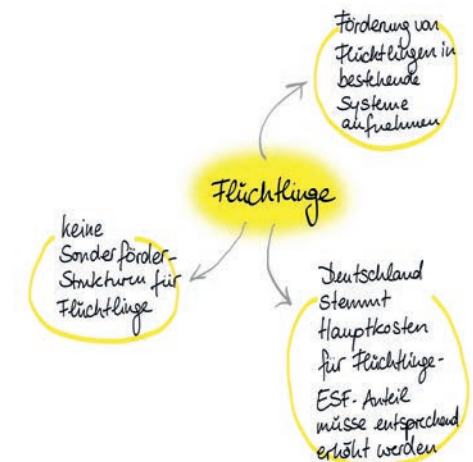 Förderung von
Flüchtlingen in
bestehende
Systeme
aufnehmen
Flüchtlinge
keine
Sonderförder-
Strukturen für
Flüchtlinge
Deutschland
stemmt
Hauptkosten
für Flüchtlinge-
ESF-Anteil
müsse entsprechend
erhöht werden